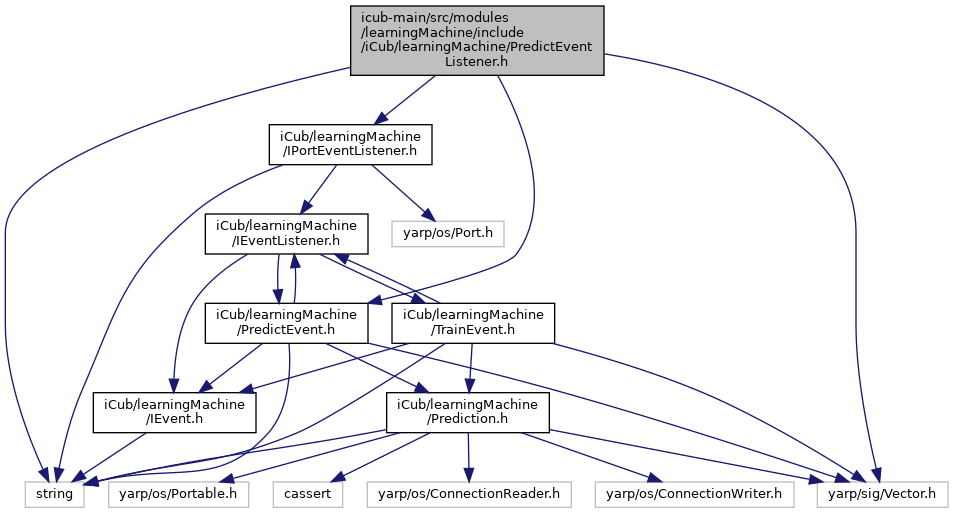 icub-main/src/modules
/learningMachine/include
/iCub/learningMachine/PredictEvent
Listener.h
iCub/learningMachine
/IPortEventListener.h
iCub/learningMachine
/IEventListener.h
yarp/os/Port.h
iCub/learningMachine
/PredictEvent.h
iCub/learningMachine
/TrainEvent.h
iCub/learningMachine
/IEvent.h
iCub/learningMachine
/Prediction.h
string
yarp/os/Portable.h
cassert
yarp/os/ConnectionReader.h
yarp/os/ConnectionWriter.h
yarp/sig/Vector.h